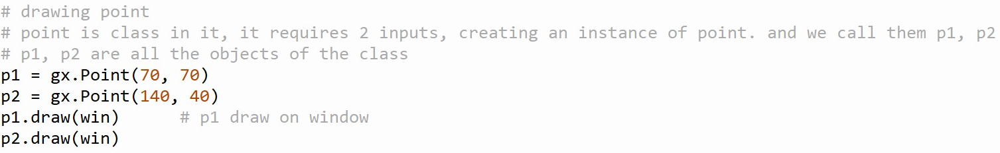 # drawing point
# point is class in it, it requires 2 inputs, creating an instance of point. and we call them p1, p2
# p1, p2 are all the objects of the class
p1 = gx.Point(70, 70)
p2 = gx.Point(140, 40)
p1.draw(win)      # p1 draw on window
p2.draw(win)